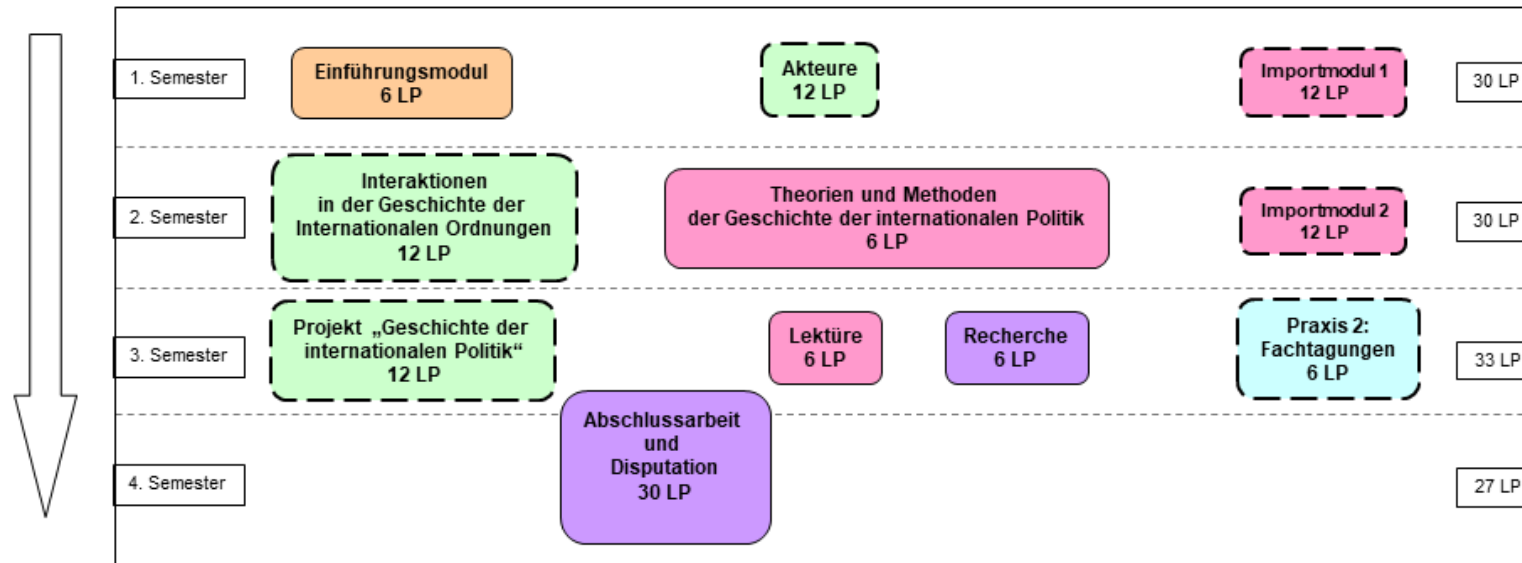 1. Semester
Einführungsmodul
6 LP
Akteure
12 LP
Importmodul 1
12 LP
30 LP
2. Semester
Interaktionen
in der Geschichte der
Internationalen Ordnungen
12 LP
Theorien und Methoden
der Geschichte der internationalen Politik
6 LP
Importmodul 2
12 LP
30 LP
3. Semester
Projekt „Geschichte der
internationalen Politik“
12 LP
Lektüre
6 LP
Recherche
6 LP
Praxis 2:
Fachtagungen
6 LP
33 LP
Abschlussarbeit
und
Disputation
30 LP
4. Semester
27 LP